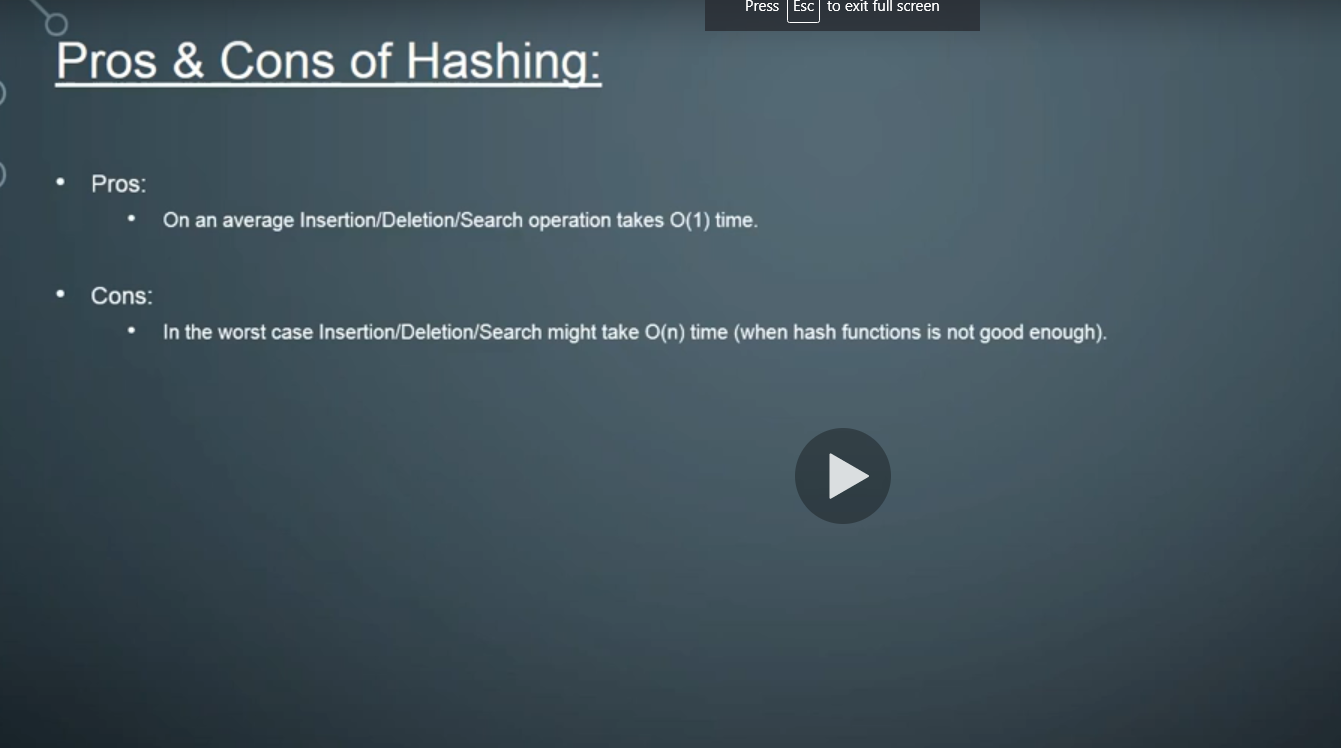 Press Esc to exit full screen
Pros & Cons of Hashing:
• Pros:
• On an average Insertion/Deletion/Search operation takes O(1) time.
• Cons:
• In the worst case Insertion/Deletion/Search might take O(n) time (when hash functions is not good enough).